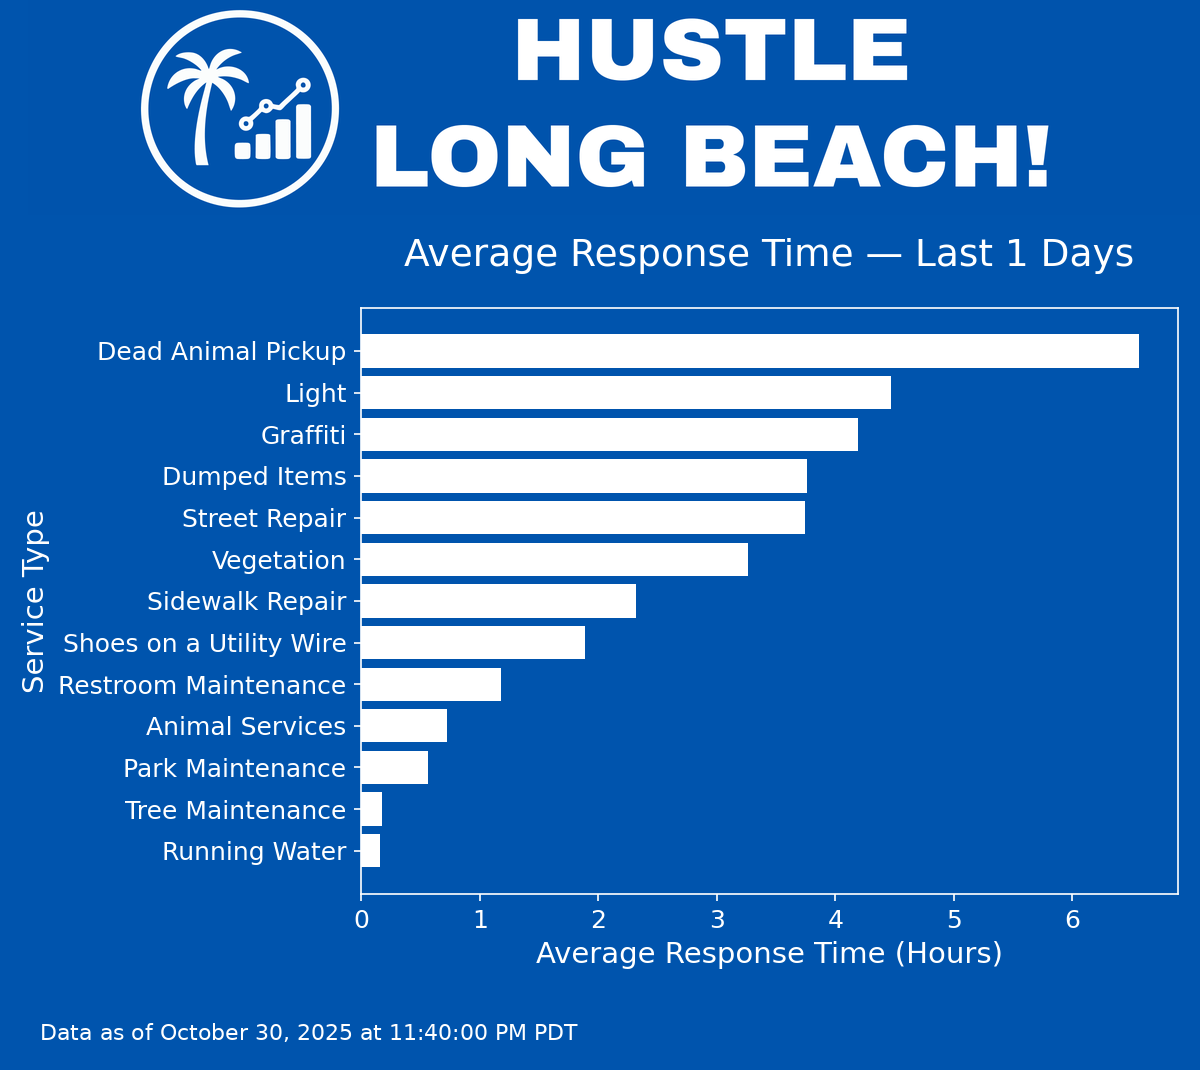 HUSTLE
LONG BEACH!
Average Response Time — Last 1 Days
Service Type
Dead Animal Pickup
Light
Graffiti
Dumped Items
Street Repair
Vegetation
Sidewalk Repair
Shoes on a Utility Wire
Restroom Maintenance
Animal Services
Park Maintenance
Tree Maintenance
Running Water
0 1 2 3 4 5 6
Average Response Time (Hours)
Data as of October 30, 2025 at 11:40:00 PM PDT